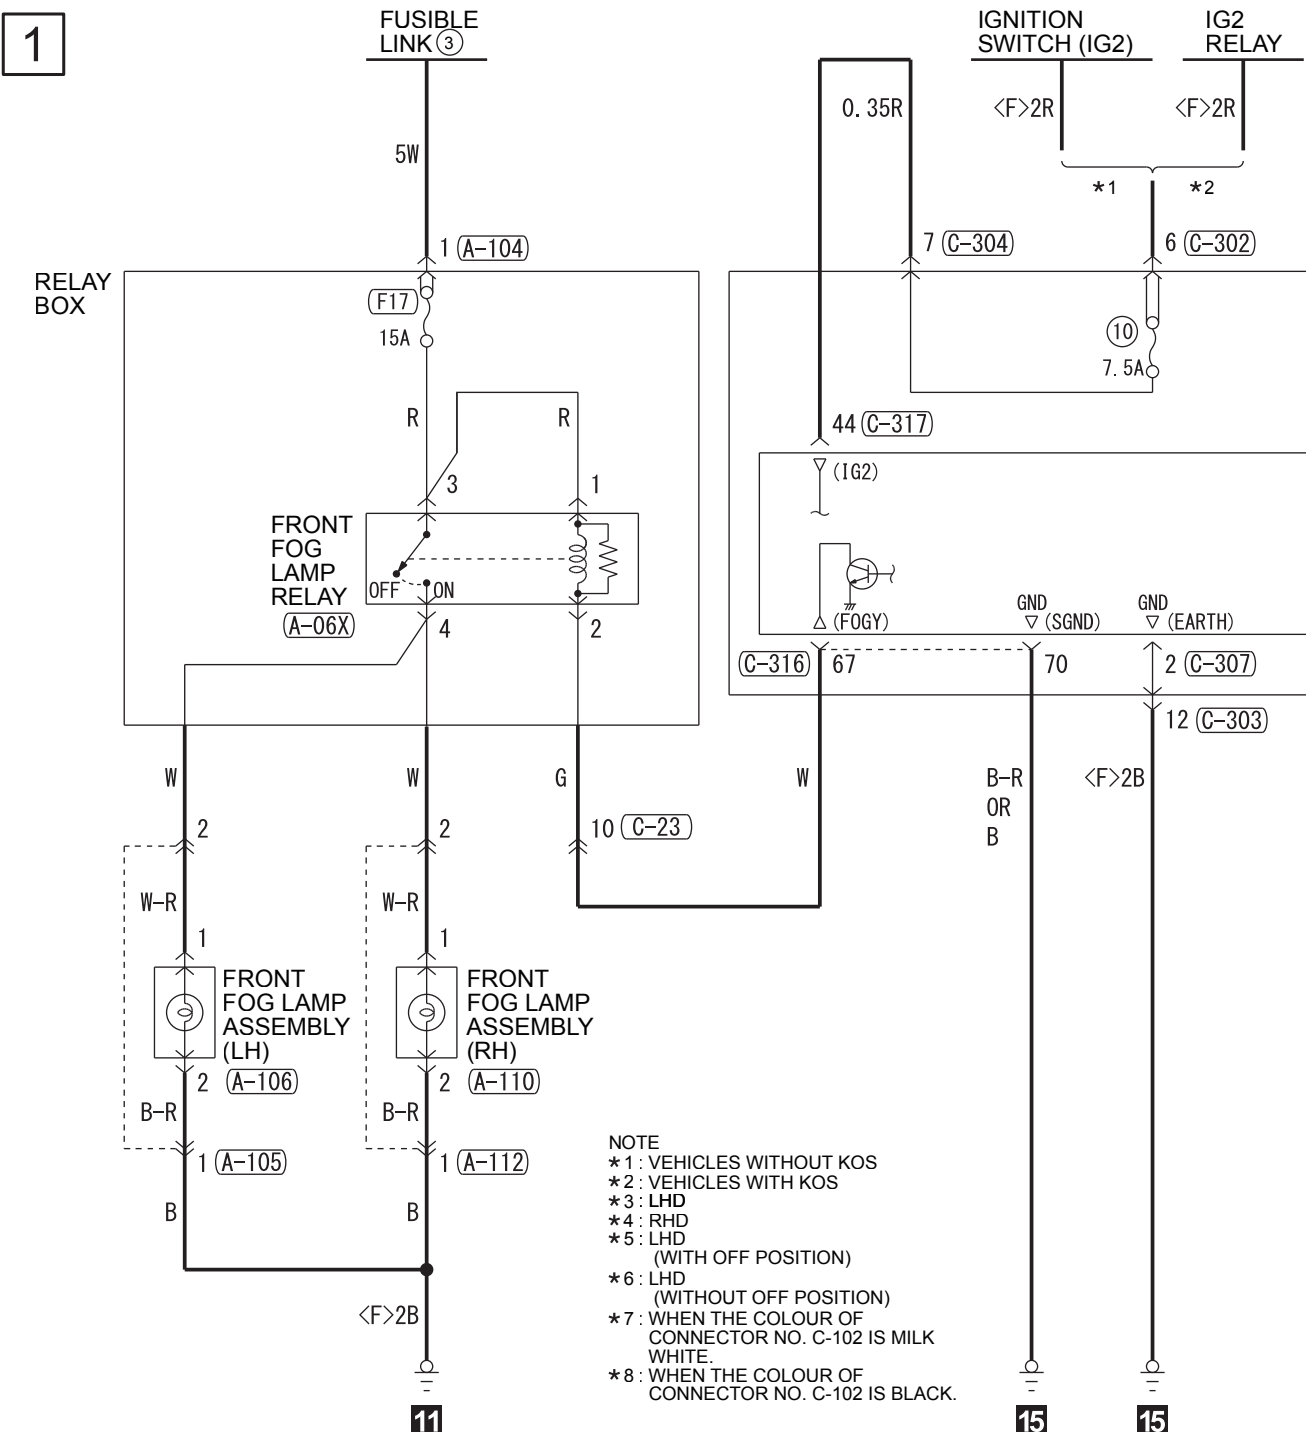 1
FUSIBLE
LINK 3
IGNITION
SWITCH (IG2)
IG2
RELAY
0.35R
<F>2R
<F>2R
5W
*1
*2
1 A-104
7 C-304
6 C-302
RELAY
BOX
F17
15A
10
7.5A
R
R
44 C-317
(IG2)
3
1
FRONT
FOG
LAMP
RELAY
A-06X
OFF
ON
4
2
(FOGY)
GND
(SGND)
GND
(EARTH)
C-316
67
70
2 C-307
12 C-303
W
W
G
W
B-R
OR
B
<F>2B
2
2
10 C-23
W-R
W-R
1
1
FRONT
FOG LAMP
ASSEMBLY
(LH)
FRONT
FOG LAMP
ASSEMBLY
(RH)
2 A-106
2 A-110
B-R
B-R
1 A-105
1 A-112
B
B
<F>2B
NOTE
*1 : VEHICLES WITHOUT KOS
*2 : VEHICLES WITH KOS
*3 : LHD
*4 : RHD
*5 : LHD
(WITH OFF POSITION)
*6 : LHD
(WITHOUT OFF POSITION)
*7 : WHEN THE COLOUR OF
CONNECTOR NO. C-102 IS MILK
WHITE.
*8 : WHEN THE COLOUR OF
CONNECTOR NO. C-102 IS BLACK.
11
15
15